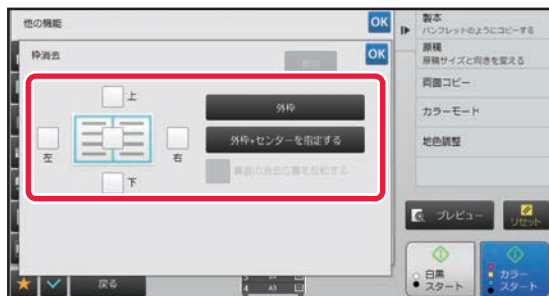 他の機能
OK
枠消去
OK
上
左
右
下
外枠
外枠+センターを指定する
裏面の消去位置を反転する
戻る
4 A3
製本
パンフレットのようにコピーする
原稿
原稿サイズと向きを変える
両面コピー
カラーモード
地色調整
プレビュー
リセット
白黒
スタート
カラー
スタート